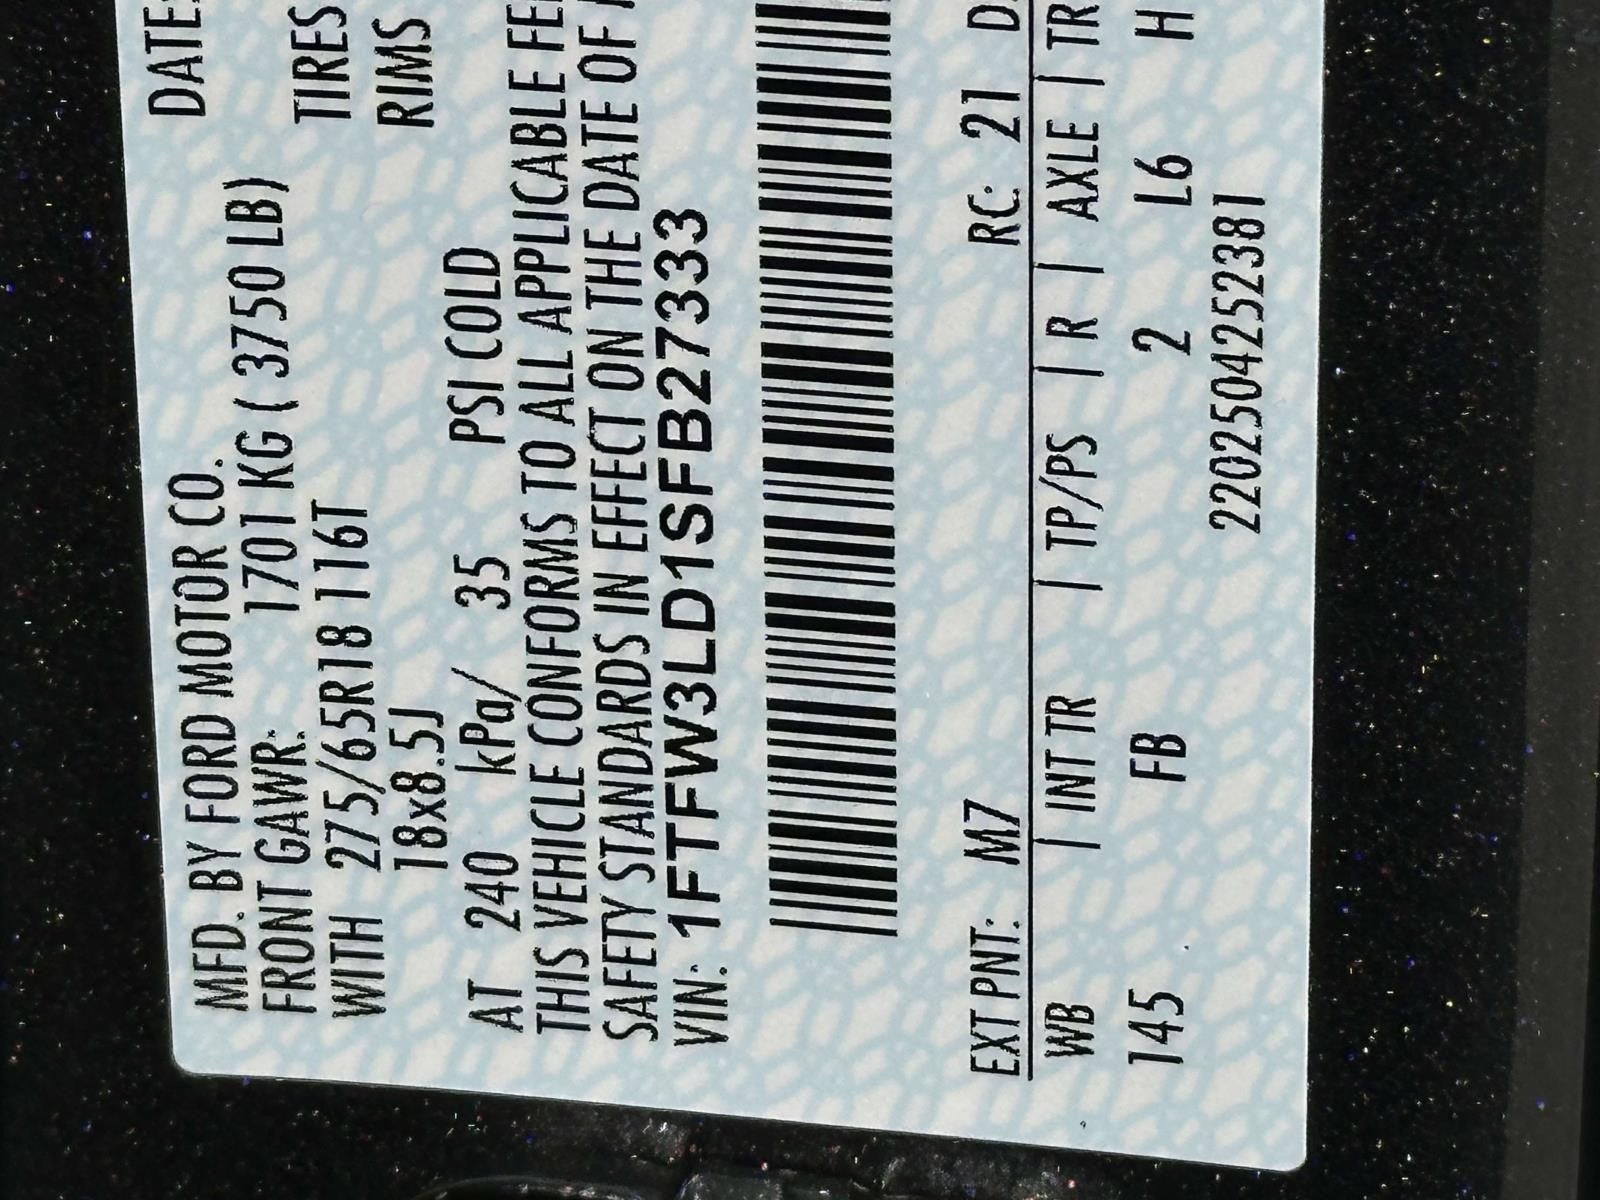 MFD. BY FORD MOTOR CO. DATE:
FRONT GAWR: 1701 KG ( 3750 LB)
WITH 275/65R18 116T TIRES
18x8.5J RIMS
AT 240 kPa/ 35 PSI COLD
THIS VEHICLE CONFORMS TO ALL APPLICABLE
SAFETY STANDARDS IN EFFECT ON THE DATE OF
VIN: 1FTFW3LD1SFB27333
EXT PNT: M7 RC: 21
WB | INT TR | TP/PS | R | AXLE | TR
145 FB 2 L6 H
22025042523 81